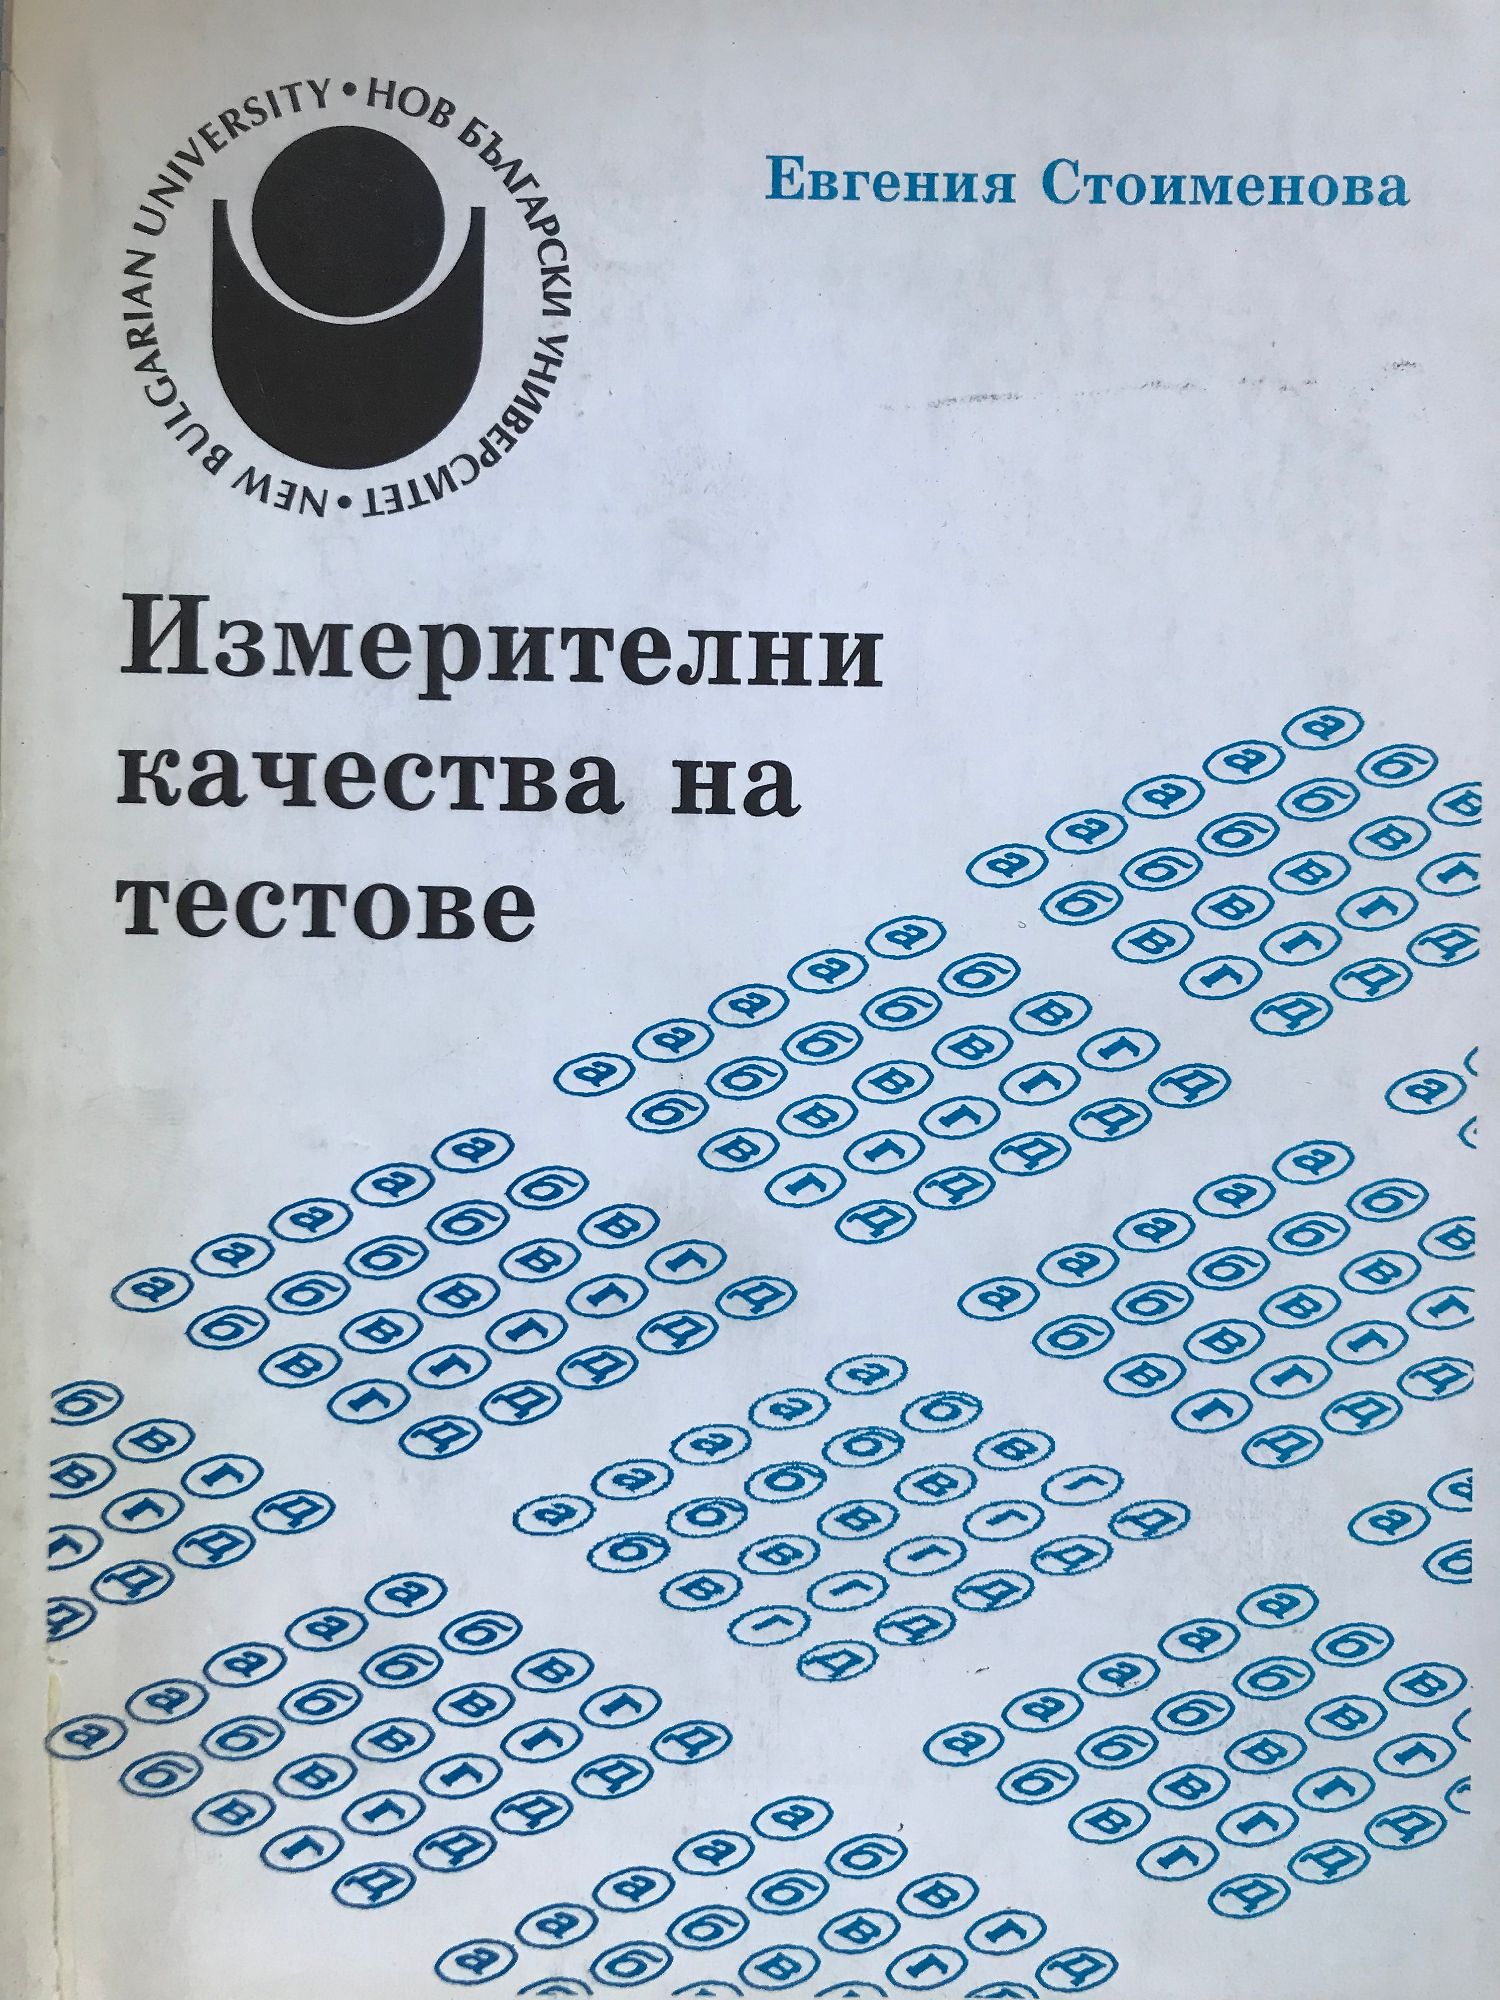 NEW BULGARIAN UNIVERSITY • НОВ БЪЛГАРСКИ УНИВЕРСИТЕТ •
Евгения Стоименова
Измерителни
качества на
тестове
а б в г д
а б в г д
а б в г д
а б в г д
а б в г д